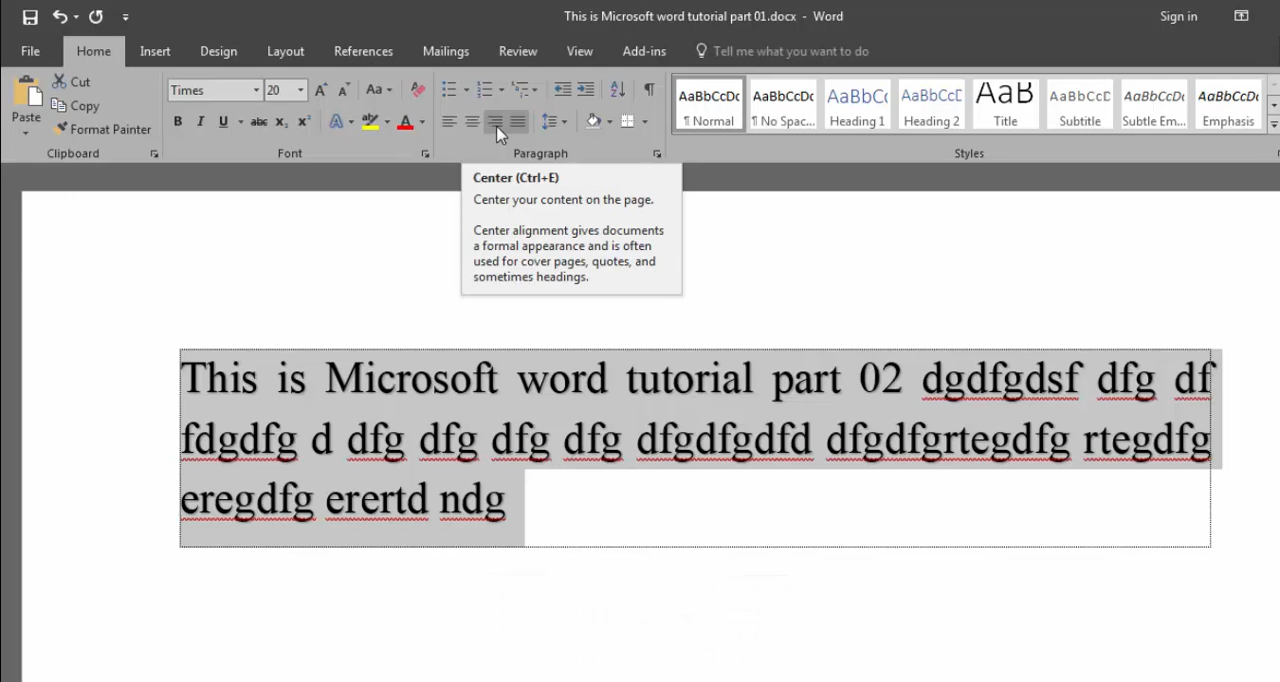 This is Microsoft word tutorial part 01.docx - Word
Sign in
File Home Insert Design Layout References Mailings Review View Add-ins Tell me what you want to do
Paste
Cut
Copy
Format Painter
Clipboard
Times 20 Aa
B I U abc x₂ x² A aby A
Font
Paragraph
AaBbCcDc ¶ Normal
AaBbCcDc ¶ No Spac...
AaBbCc Heading 1
AaBbCcD Heading 2
AaB Title
AaBbCcD Subtitle
AaBbCcDc Subtle Em...
AaBbCcDc Emphasis
Styles
Center (Ctrl+E)
Center your content on the page.
Center alignment gives documents
a formal appearance and is often
used for cover pages, quotes, and
sometimes headings.
This is Microsoft word tutorial part 02 dgdfgdsf dfg df
fdgdfg d dfg dfg dfg dfg dfgdfgdfd dfgdfgrtegdfg rtegdfg
eregdfg erertd ndg